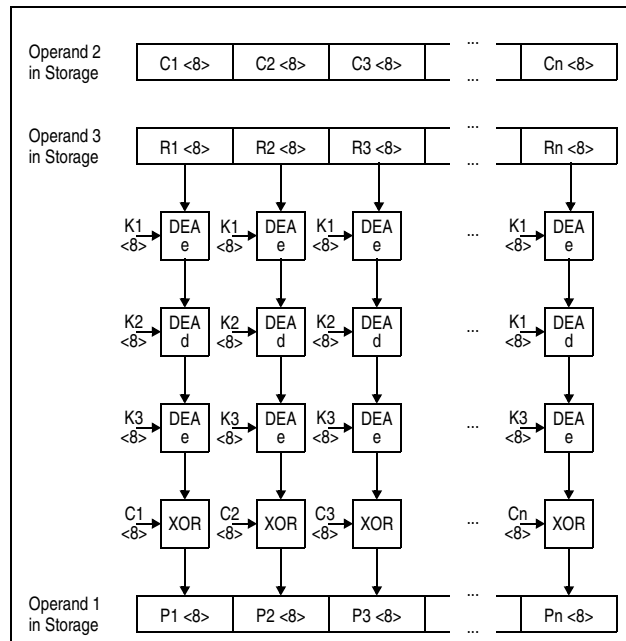 Operand 2
in Storage
C1 <8> C2 <8> C3 <8> ... ... Cn <8>
Operand 3
in Storage
R1 <8> R2 <8> R3 <8> ... ... Rn <8>
K1 <8> DEA e K1 <8> DEA e K1 <8> DEA e ... K1 <8> DEA e
K2 <8> DEA d K2 <8> DEA d K2 <8> DEA d ... K1 <8> DEA d
K3 <8> DEA e K3 <8> DEA e K3 <8> DEA e ... K3 <8> DEA e
C1 <8> XOR C2 <8> XOR C3 <8> XOR ... Cn <8> XOR
Operand 1
in Storage
P1 <8> P2 <8> P3 <8> ... ... Pn <8>